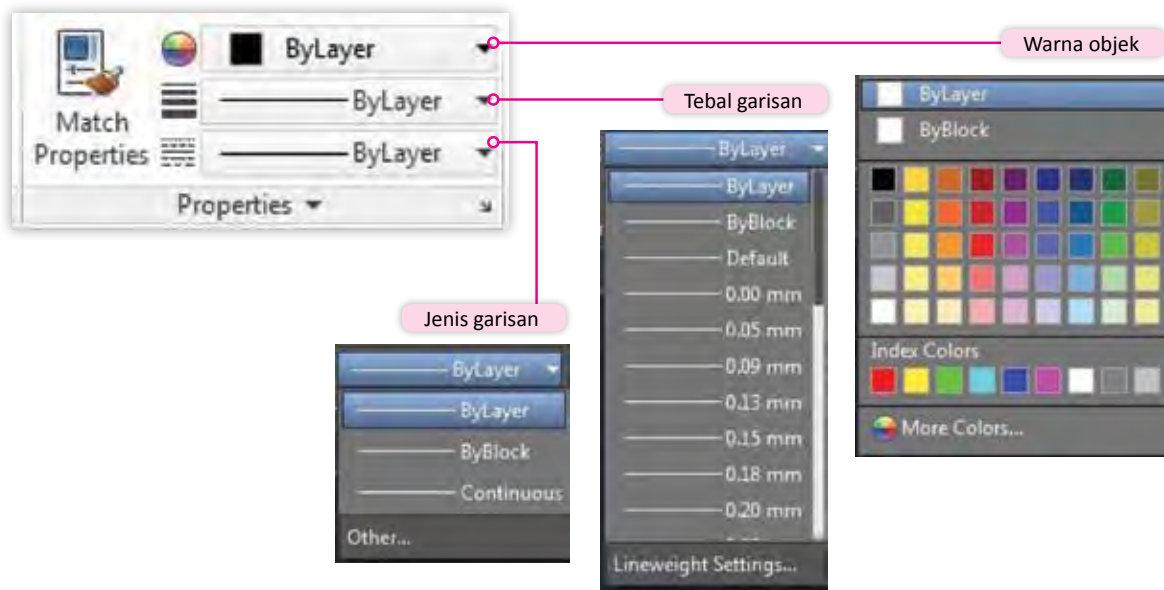 Match
Properties
ByLayer
ByLayer
ByLayer
Properties
Warna objek
Tebal garisan
Jenis garisan
ByLayer
ByLayer
ByBlock
Continuous
Other...
ByLayer
ByLayer
ByBlock
Default
0.00 mm
0.05 mm
0.09 mm
0.13 mm
0.15 mm
0.18 mm
0.20 mm
Lineweight Settings...
ByLayer
ByBlock
Index Colors
More Colors...